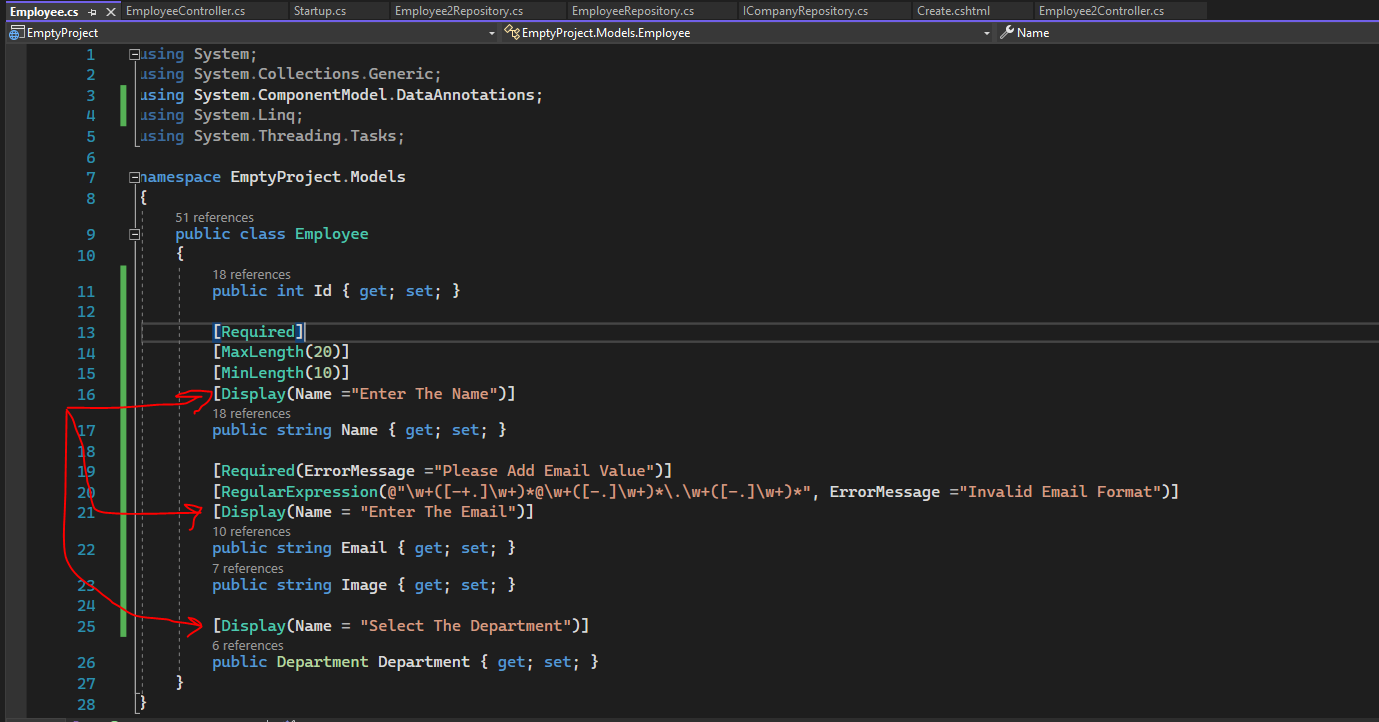 Employee.cs EmployeeController.cs Startup.cs Employee2Repository.cs EmployeeRepository.cs ICompanyRepository.cs Create.cshtml Employee2Controller.cs
EmptyProject EmptyProject.Models.Employee Name
1 using System;
2 using System.Collections.Generic;
3 using System.ComponentModel.DataAnnotations;
4 using System.Linq;
5 using System.Threading.Tasks;
6
7 namespace EmptyProject.Models
8 {
51 references
9 public class Employee
10 {
18 references
11 public int Id { get; set; }
12
13 [Required]
14 [MaxLength(20)]
15 [MinLength(10)]
16 [Display(Name ="Enter The Name")]
18 references
17 public string Name { get; set; }
18
19 [Required(ErrorMessage ="Please Add Email Value")]
20 [RegularExpression(@"\w+([-+.]\w+)*@\w+([-.]\w+)*\.\w+([-.]\w+)*", ErrorMessage ="Invalid Email Format")]
21 [Display(Name = "Enter The Email")]
10 references
22 public string Email { get; set; }
7 references
23 public string Image { get; set; }
24
25 [Display(Name = "Select The Department")]
6 references
26 public Department Department { get; set; }
27 }
28 }